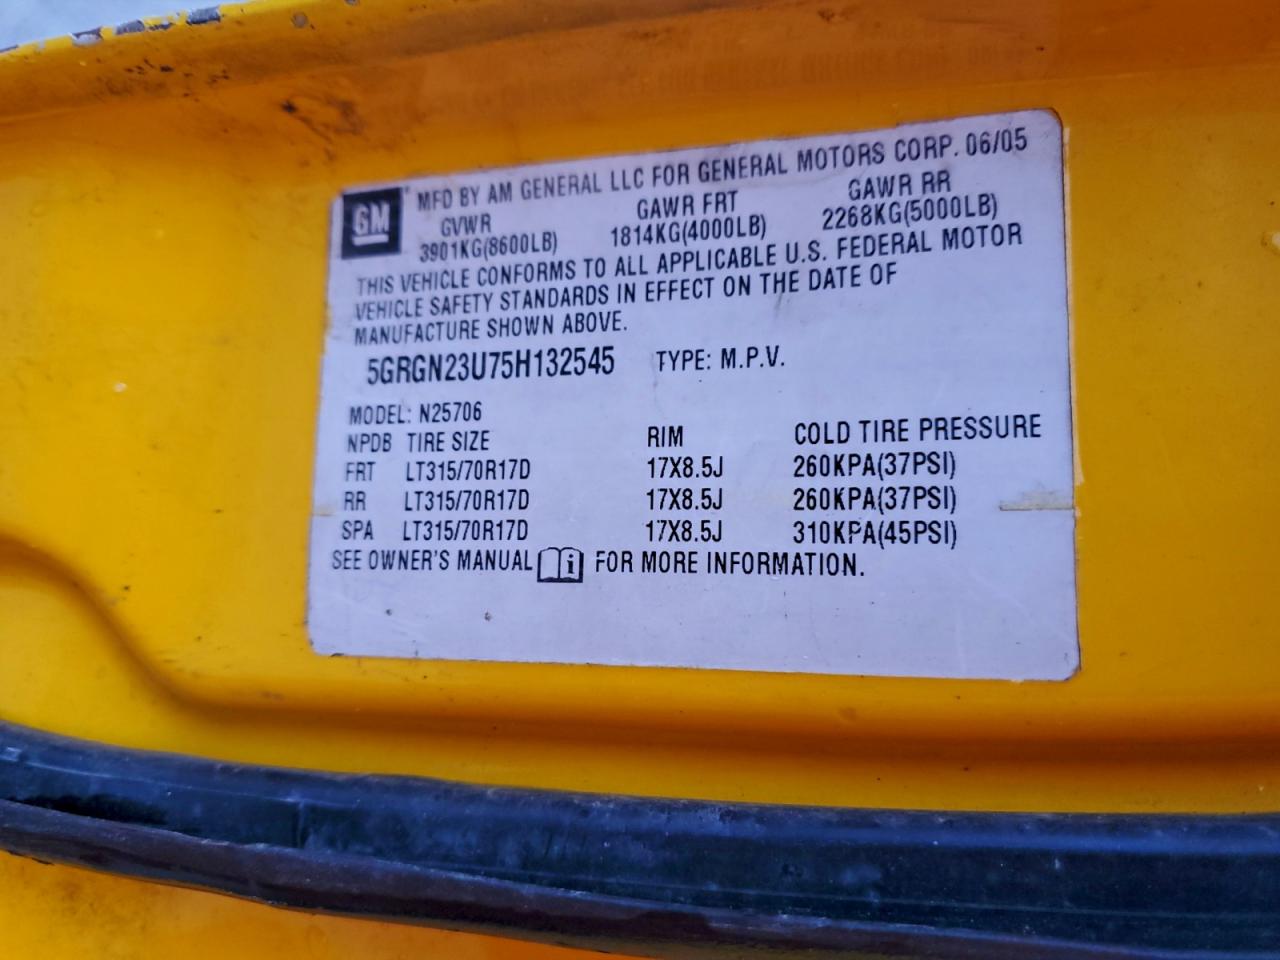 GM MFD BY AM GENERAL LLC FOR GENERAL MOTORS CORP. 06/05
GVWR GAWR FRT GAWR RR
3901KG(8600LB) 1814KG(4000LB) 2268KG(5000LB)
THIS VEHICLE CONFORMS TO ALL APPLICABLE U.S. FEDERAL MOTOR
VEHICLE SAFETY STANDARDS IN EFFECT ON THE DATE OF
MANUFACTURE SHOWN ABOVE.
5GRGN23U75H132545 TYPE: M.P.V.
MODEL: N25706
NPDB TIRE SIZE RIM COLD TIRE PRESSURE
FRT LT315/70R17D 17X8.5J 260KPA(37PSI)
RR LT315/70R17D 17X8.5J 260KPA(37PSI)
SPA LT315/70R17D 17X8.5J 310KPA(45PSI)
SEE OWNER'S MANUAL i FOR MORE INFORMATION.